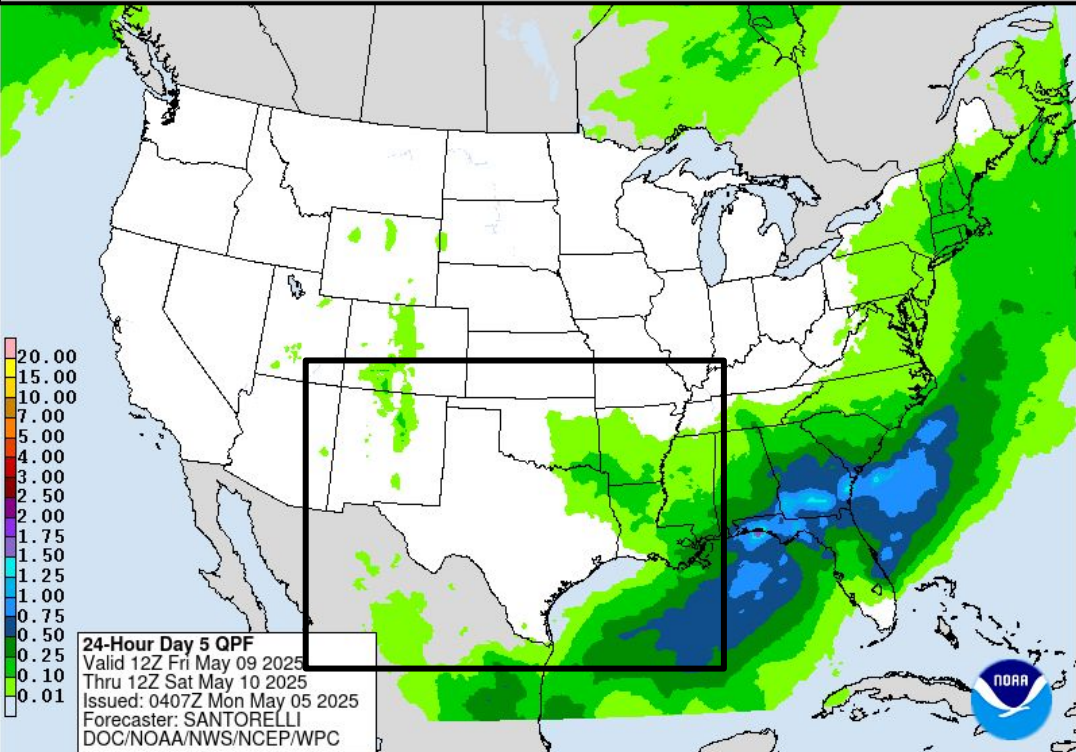 20.00
15.00
10.00
7.00
5.00
4.00
3.00
2.50
2.00
1.75
1.50
1.25
1.00
0.75
0.50
0.25
0.10
0.01
24-Hour Day 5 QPF
Valid 12Z Fri May 09 2025
Thru 12Z Sat May 10 2025
Issued: 0407Z Mon May 05 2025
Forecaster: SANTORELLI
DOC/NOAA/NWS/NCEP/WPC
NOAA